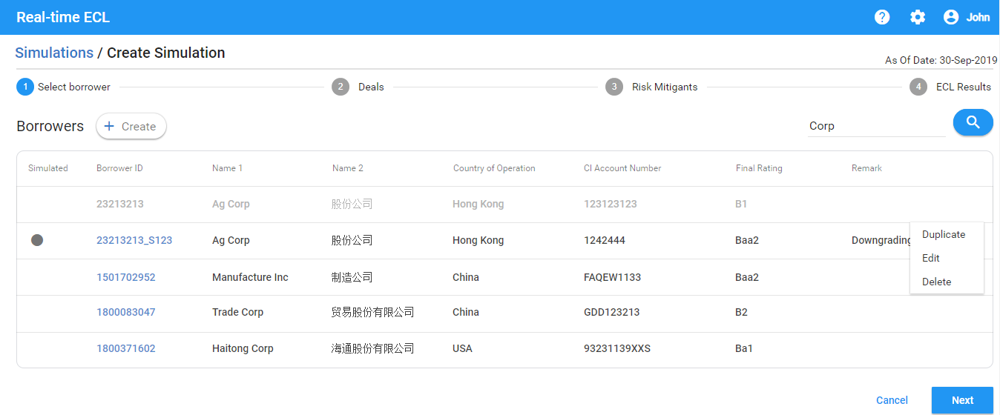 Real-time ECL
? John
Simulations / Create Simulation
As Of Date: 30-Sep-2019
1 Select borrower 2 Deals 3 Risk Mitigants 4 ECL Results
Borrowers + Create Corp
Simulated Borrower ID Name 1 Name 2 Country of Operation CI Account Number Final Rating Remark
23213213 Ag Corp 股份公司 Hong Kong 123123123 B1
23213213_S123 Ag Corp 股份公司 Hong Kong 1242444 Baa2 Downgrading
Duplicate
Edit
Delete
1501702952 Manufacture Inc 制造公司 China FAQEW1133 Baa2
1800083047 Trade Corp 贸易股份有限公司 China GDD123213 B2
1800371602 Haitong Corp 海通股份有限公司 USA 93231139XXS Ba1
Cancel Next